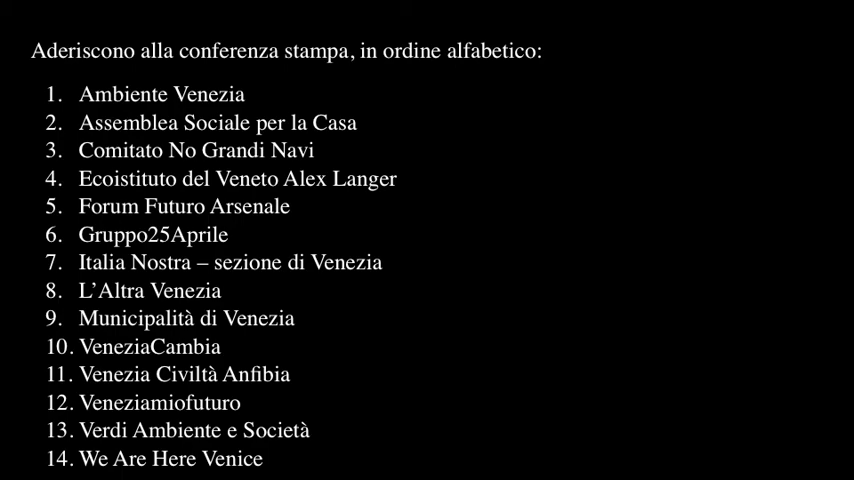 Aderiscono alla conferenza stampa, in ordine alfabetico:
1. Ambiente Venezia
2. Assemblea Sociale per la Casa
3. Comitato No Grandi Navi
4. Ecoistituto del Veneto Alex Langer
5. Forum Futuro Arsenale
6. Gruppo25Aprile
7. Italia Nostra – sezione di Venezia
8. L’Altra Venezia
9. Municipalità di Venezia
10. VeneziaCambia
11. Venezia Civiltà Anfibia
12. Veneziamiofuturo
13. Verdi Ambiente e Società
14. We Are Here Venice